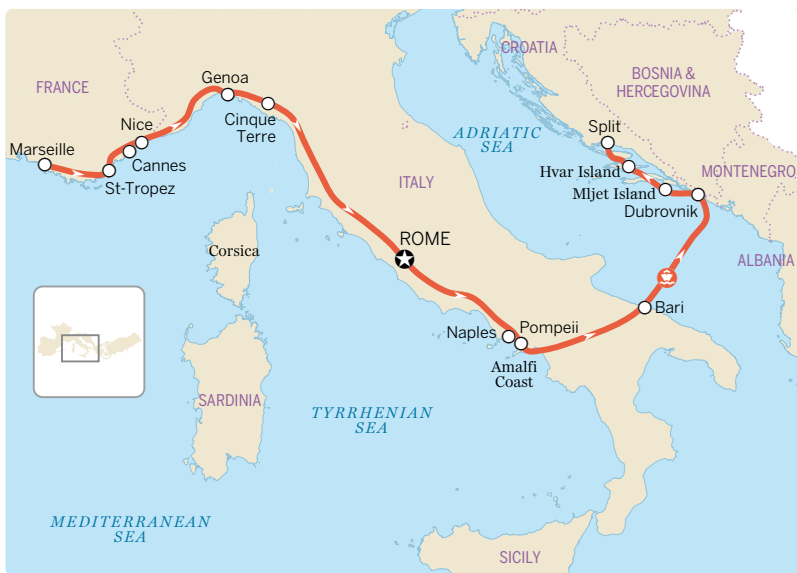 CROATIA
BOSNIA &
HERCEGOVINA
FRANCE
Genoa
Cinque
Terre
Nice
Cannes
Marseille
St-Tropez
ADRIATIC
SEA
Split
Hvar Island
Mljet Island
Dubrovnik
MONTENEGRO
ITALY
ROME
Corsica
ALBANIA
Bari
Naples
Pompeii
Amalfi
Coast
SARDINIA
TYRRHENIAN
SEA
MEDITERRANEAN
SEA
SICILY